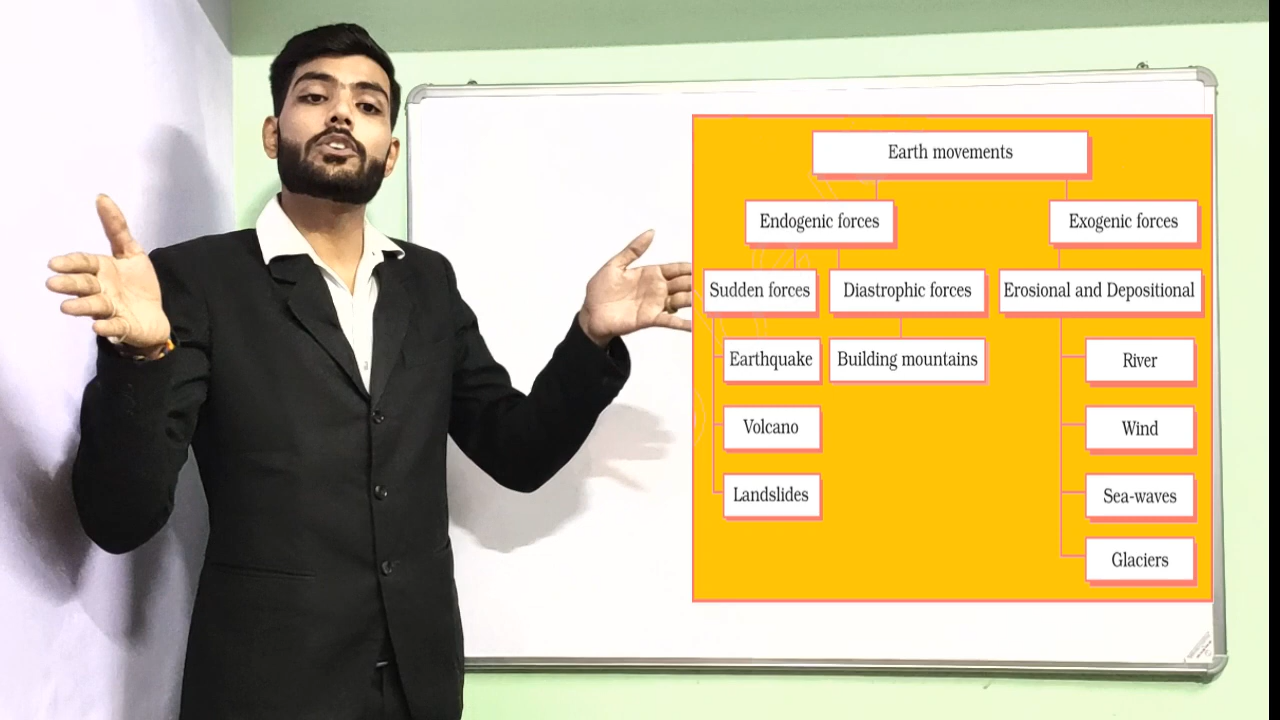 Earth movements
Endogenic forces
Exogenic forces
Sudden forces
Diastrophic forces
Erosional and Depositional
Earthquake
Building mountains
River
Volcano
Wind
Landslides
Sea-waves
Glaciers